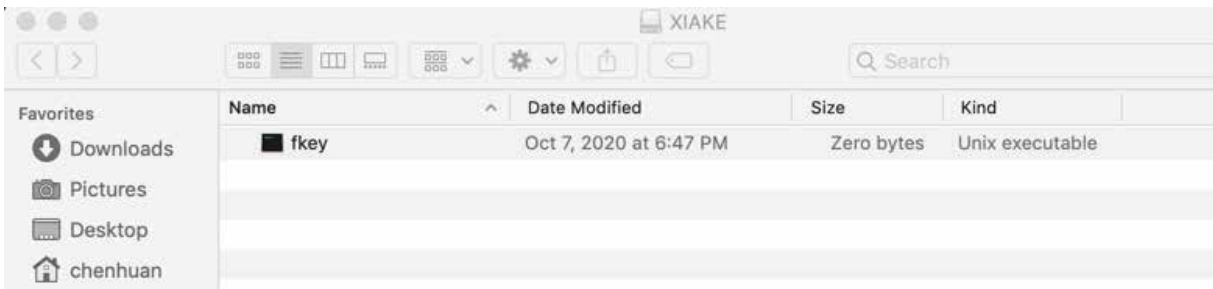 XIAKE
Search
Favorites
Downloads
Pictures
Desktop
chenhuan
Name Date Modified Size Kind
fkey Oct 7, 2020 at 6:47 PM Zero bytes Unix executable